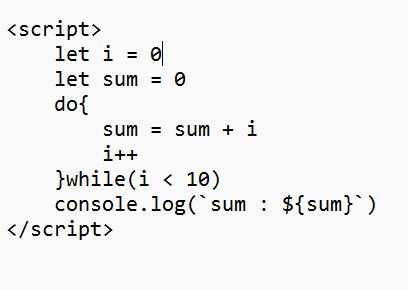 <script>
    let i = 0
    let sum = 0
    do{
        sum = sum + i
        i++
    }while(i < 10)
    console.log(`sum : ${sum}`)
</script>